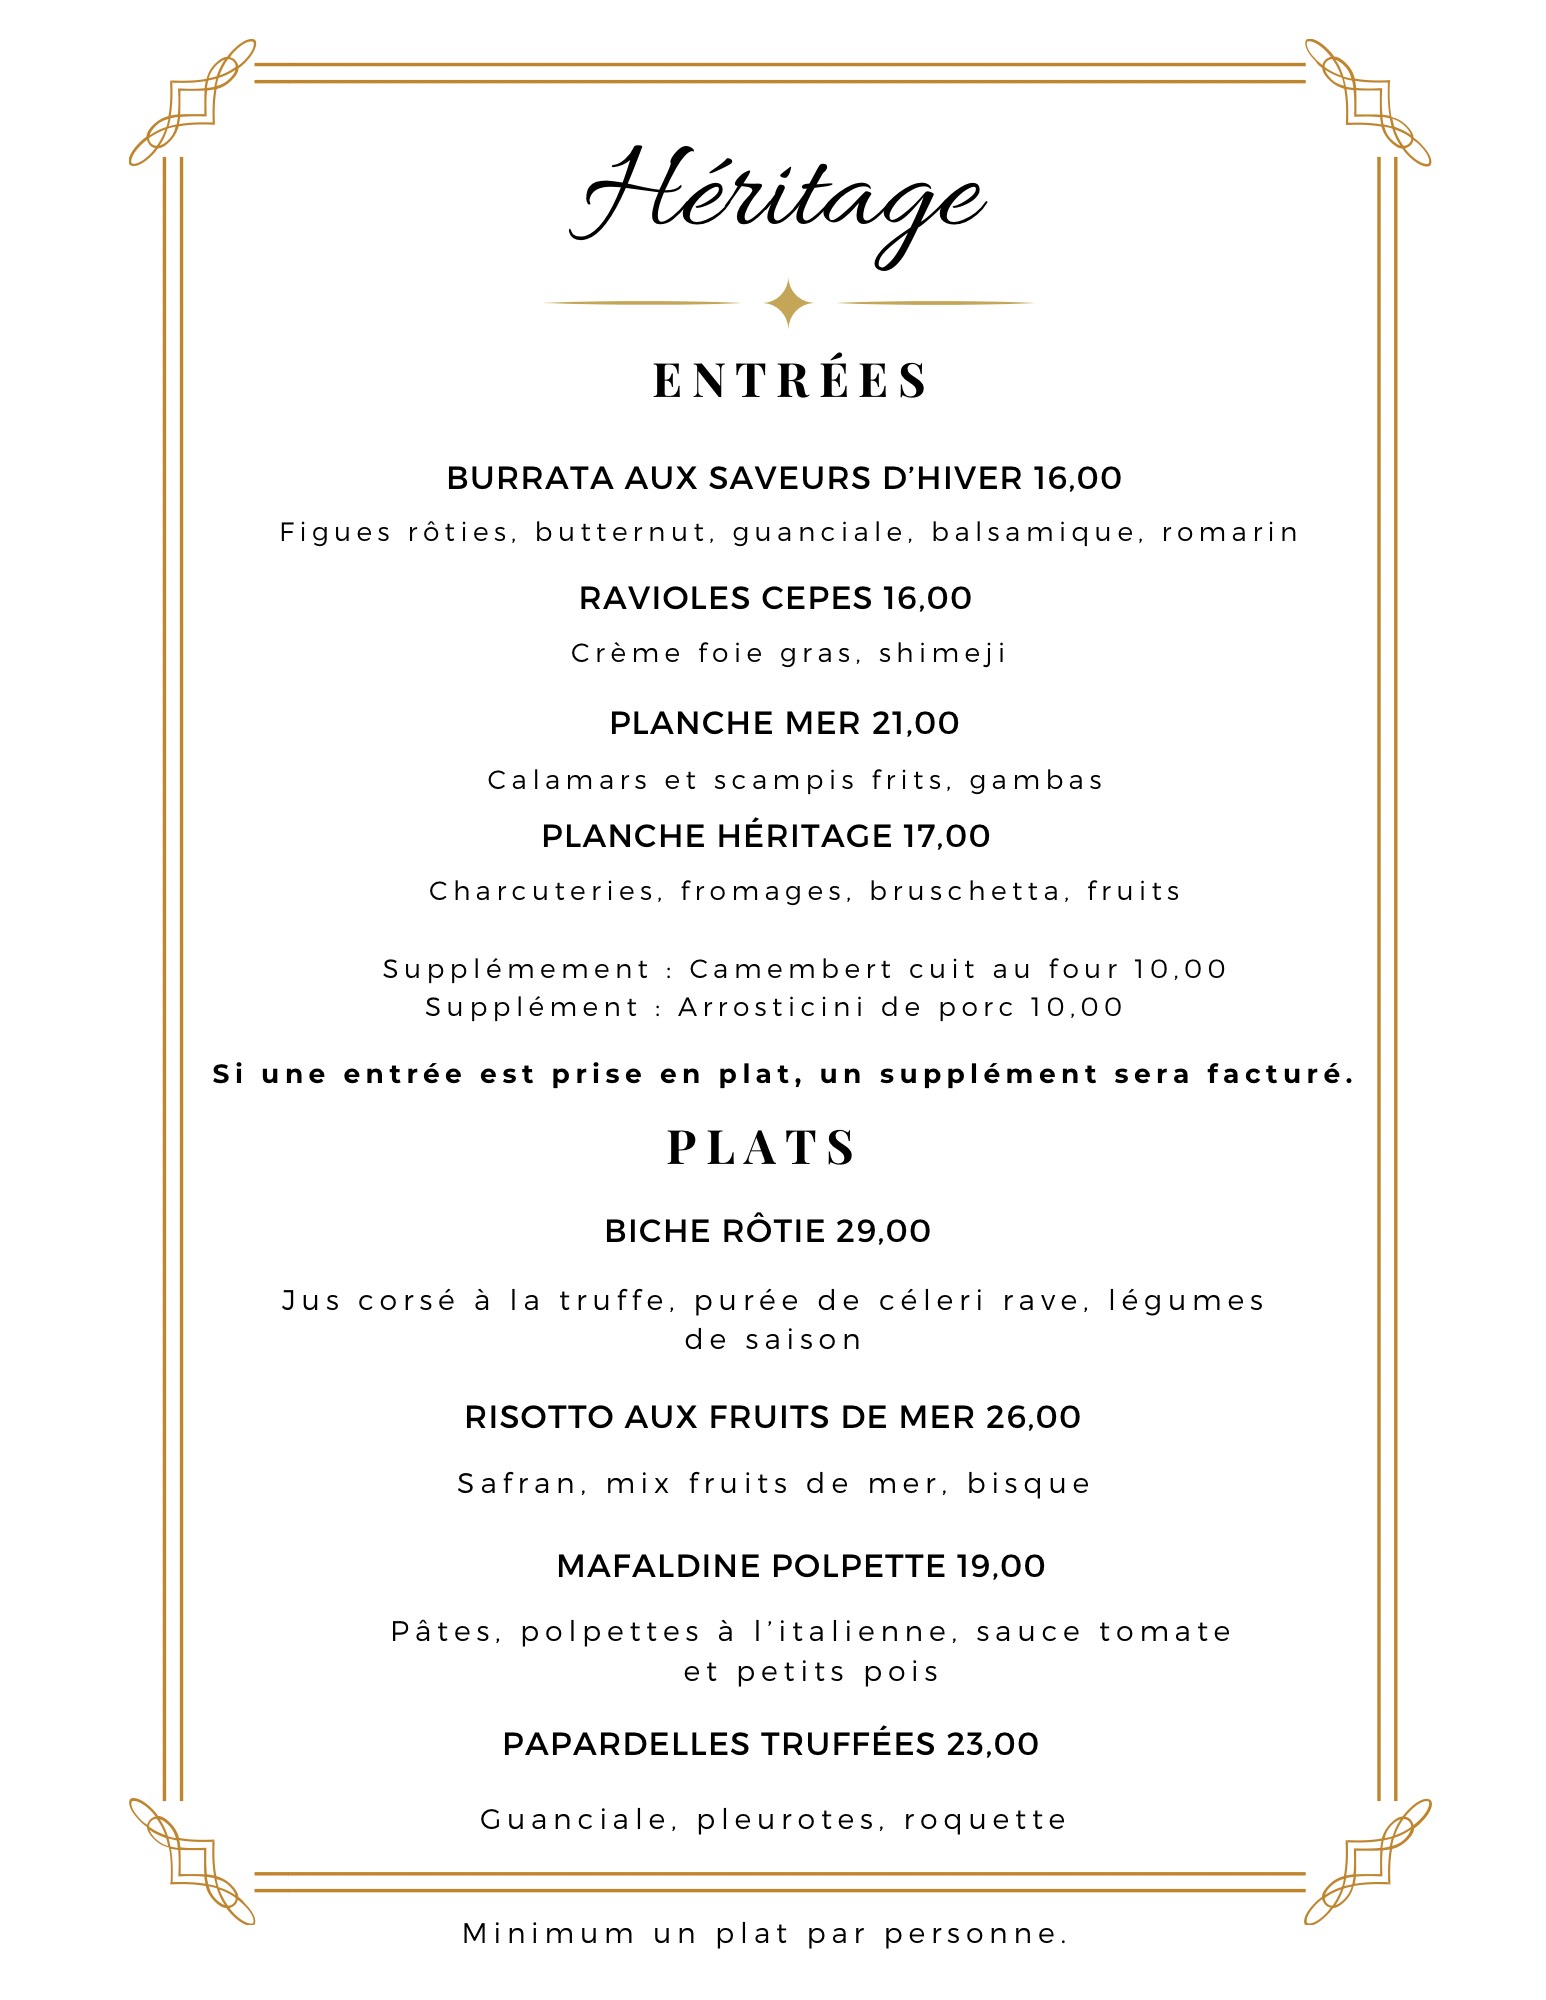 Héritage
ENTRÉES
BURRATA AUX SAVEURS D’HIVER 16,00
Figues rôties, butternut, guanciale, balsamique, romarin
RAVIOLES CEPES 16,00
Crème foie gras, shimeji
PLANCHE MER 21,00
Calamars et scampis frits, gambas
PLANCHE HÉRITAGE 17,00
Charcuteries, fromages, bruschetta, fruits
Supplémement : Camembert cuit au four 10,00
Supplément : Arrosticini de porc 10,00
Si une entrée est prise en plat, un supplément sera facturé.
PLATS
BICHE RÔTIE 29,00
Jus corsé à la truffe, purée de céleri rave, légumes
de saison
RISOTTO AUX FRUITS DE MER 26,00
Safran, mix fruits de mer, bisque
MAFALDINE POLPETTE 19,00
Pâtes, polpettes à l’italienne, sauce tomate
et petits pois
PAPARDELLES TRUFFÉES 23,00
Guanciale, pleurotes, roquette
Minimum un plat par personne.